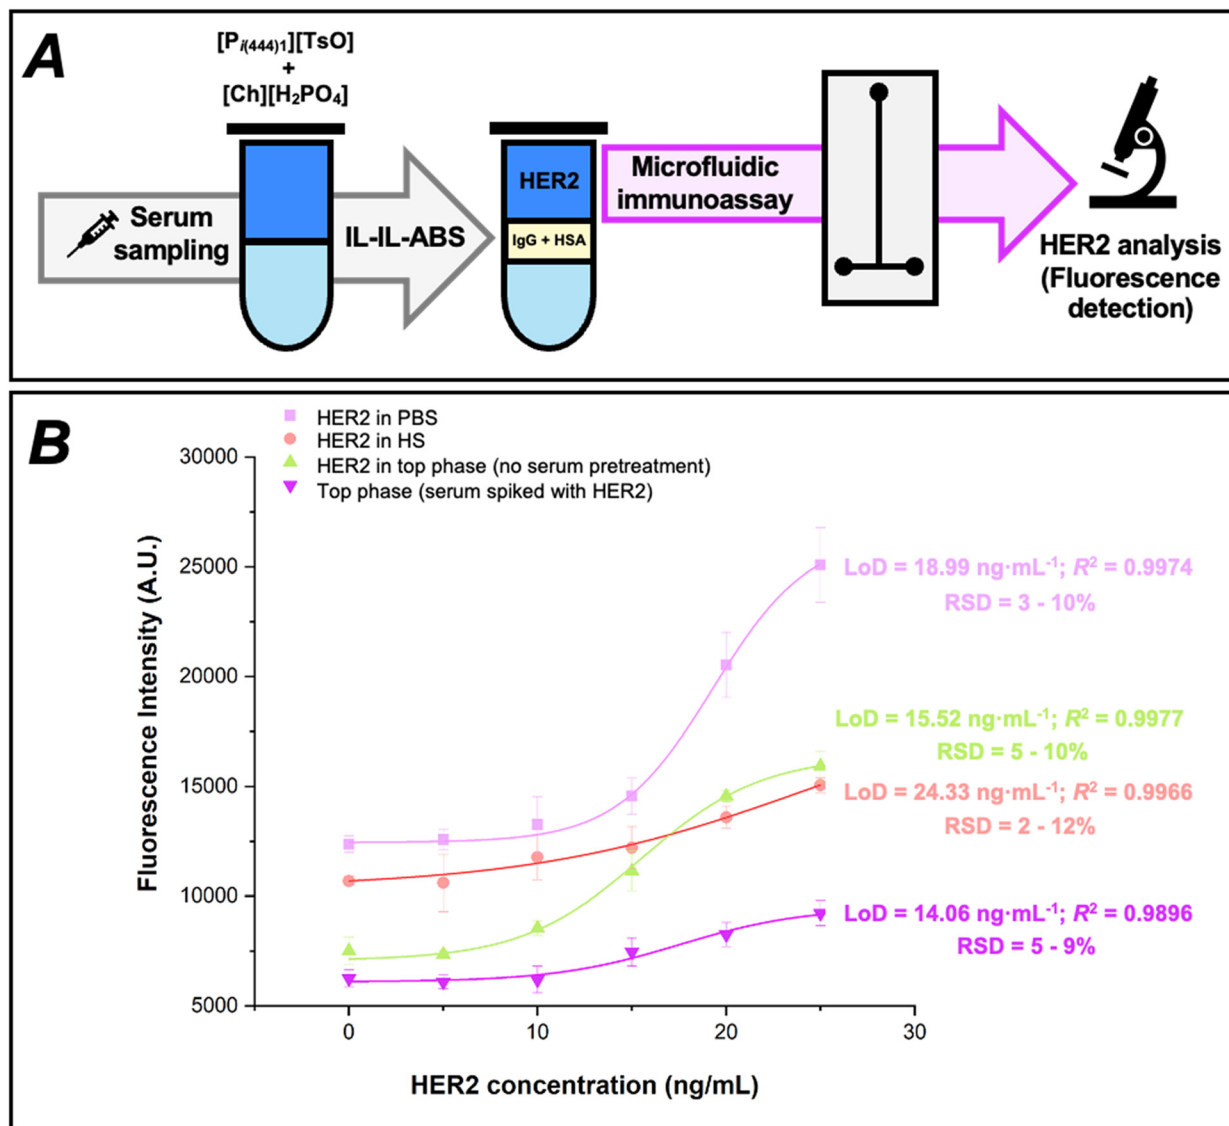 A
[P𝑖(444)1][TsO]
+
[Ch][H₂PO₄]
Serum
sampling
IL-IL-ABS
HER2
IgG + HSA
Microfluidic
immunoassay
HER2 analysis
(Fluorescence
detection)
B
HER2 in PBS
HER2 in HS
HER2 in top phase (no serum pretreatment)
Top phase (serum spiked with HER2)
Fluorescence Intensity (A.U.)
30000
25000
20000
15000
10000
5000
LoD = 18.99 ng·mL⁻¹; R² = 0.9974
RSD = 3 - 10%
LoD = 15.52 ng·mL⁻¹; R² = 0.9977
RSD = 5 - 10%
LoD = 24.33 ng·mL⁻¹; R² = 0.9966
RSD = 2 - 12%
LoD = 14.06 ng·mL⁻¹; R² = 0.9896
RSD = 5 - 9%
0
10
20
30
HER2 concentration (ng/mL)